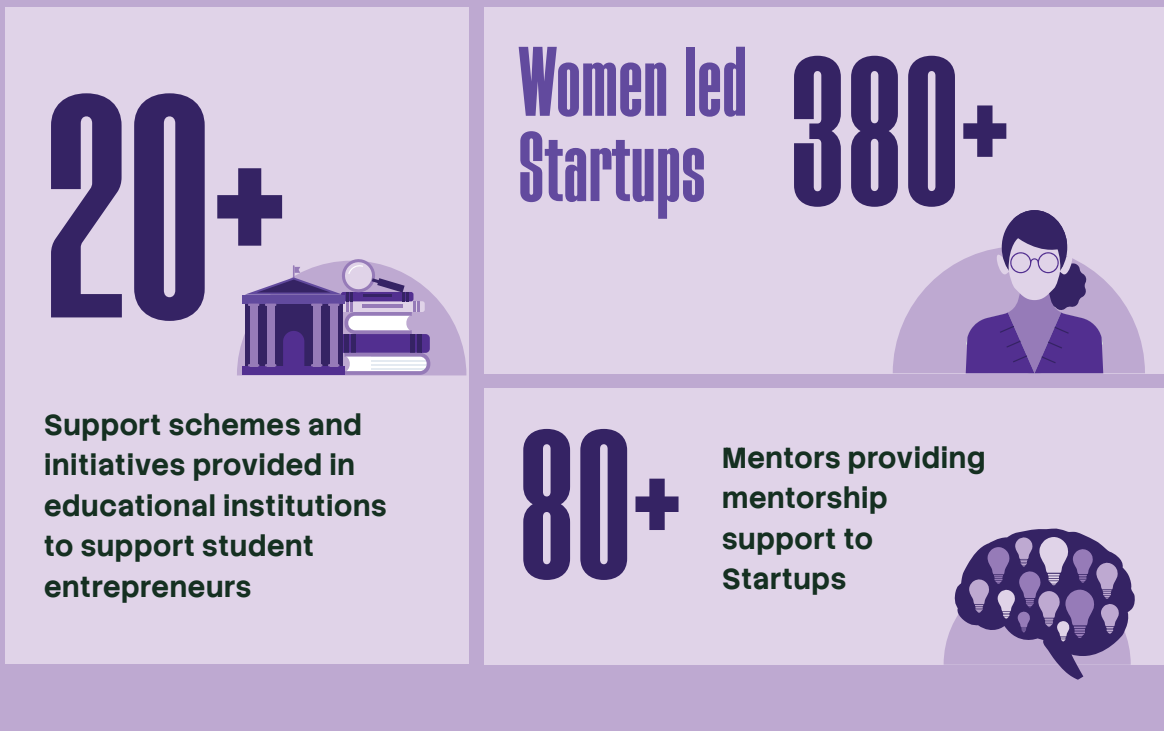 20+
Support schemes and
initiatives provided in
educational institutions
to support student
entrepreneurs
Women led
Startups
380+
80+
Mentors providing
mentorship
support to
Startups